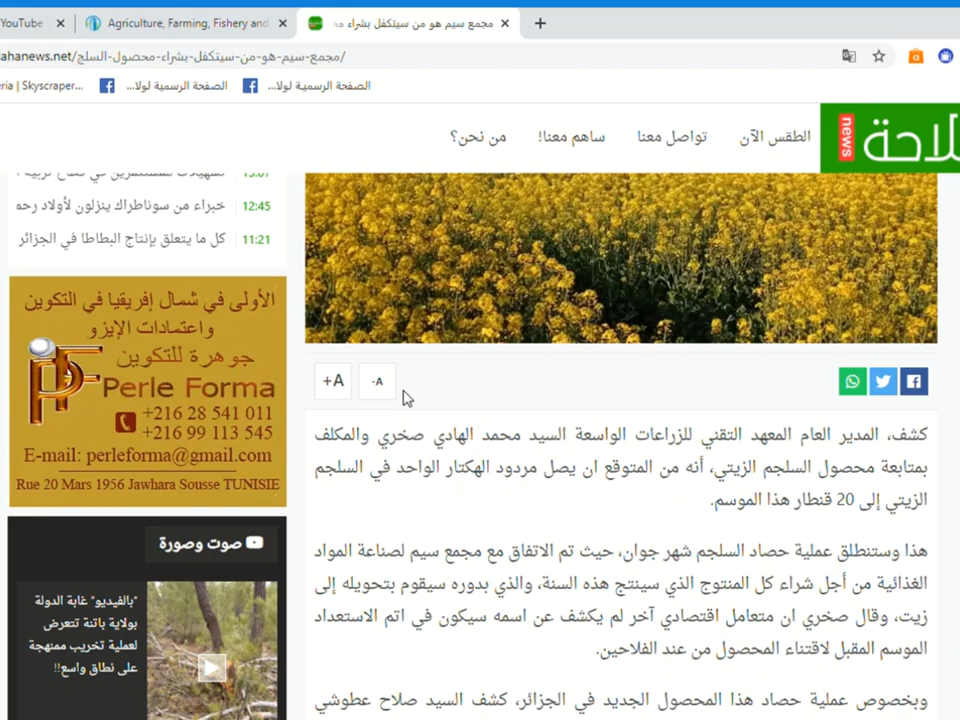 YouTube
Agriculture, Farming, Fishery and
مجمع سيم هو من سيتكفل بشراء مح
ahanews.net/مجمع-سيم-هو-من-سيتكفل-بشراء-محصول-السلج/
eria | Skyscraper...
الصفحة الرسمية لولا...
الصفحة الرسمية لولا...
لاحة
news
الطقس الآن
تواصل معنا
ساهم معنا!
من نحن؟
12:45 خبراء من سوناطراك ينزلون لأولاد رحم
11:21 كل ما يتعلق بإنتاج البطاطا في الجزائر
الأولى في شمال إفريقيا في التكوين
واعتمادات الإيزو
جوهرة للتكوين
Perle Forma
+216 28 541 011
+216 99 113 545
E-mail: perleforma@gmail.com
Rue 20 Mars 1956 Jawhara Sousse TUNISIE
صوت وصورة
"بالفيديو" غابة الدولة
بولاية باتنة تتعرض
لعملية تخريب ممنهجة
على نطاق واسع!!
+A
-A
كشف، المدير العام المعهد التقني للزراعات الواسعة السيد محمد الهادي صخري والمكلف
بمتابعة محصول السلجم الزيتي، أنه من المتوقع ان يصل مردود الهكتار الواحد في السلجم
الزيتي إلى 20 قنطار هذا الموسم.
هذا وستنطلق عملية حصاد السلجم شهر جوان، حيث تم الاتفاق مع مجمع سيم لصناعة المواد
الغذائية من أجل شراء كل المنتوج الذي سينتج هذه السنة، والذي بدوره سيقوم بتحويله إلى
زيت، وقال صخري ان متعامل اقتصادي آخر لم يكشف عن اسمه سيكون في اتم الاستعداد
الموسم المقبل لاقتناء المحصول من عند الفلاحين.
وبخصوص عملية حصاد هذا المحصول الجديد في الجزائر، كشف السيد صلاح عطوشي